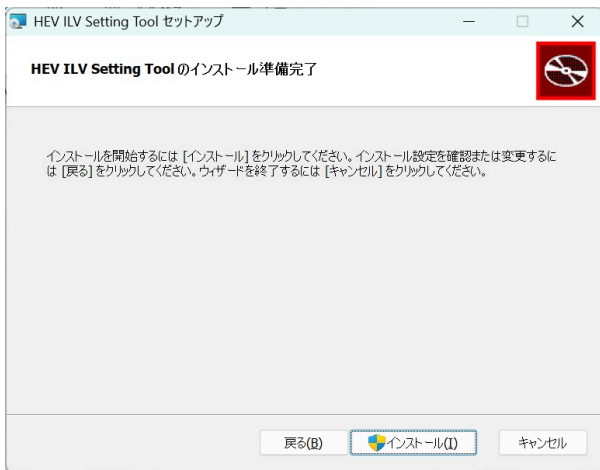 HEV ILV Setting Tool セットアップ
HEV ILV Setting Tool のインストール準備完了
インストールを開始するには [インストール] をクリックしてください。インストール設定を確認または変更するに
は [戻る] をクリックしてください。ウィザードを終了するには [キャンセル] をクリックしてください。
戻る(B)
インストール(I)
キャンセル